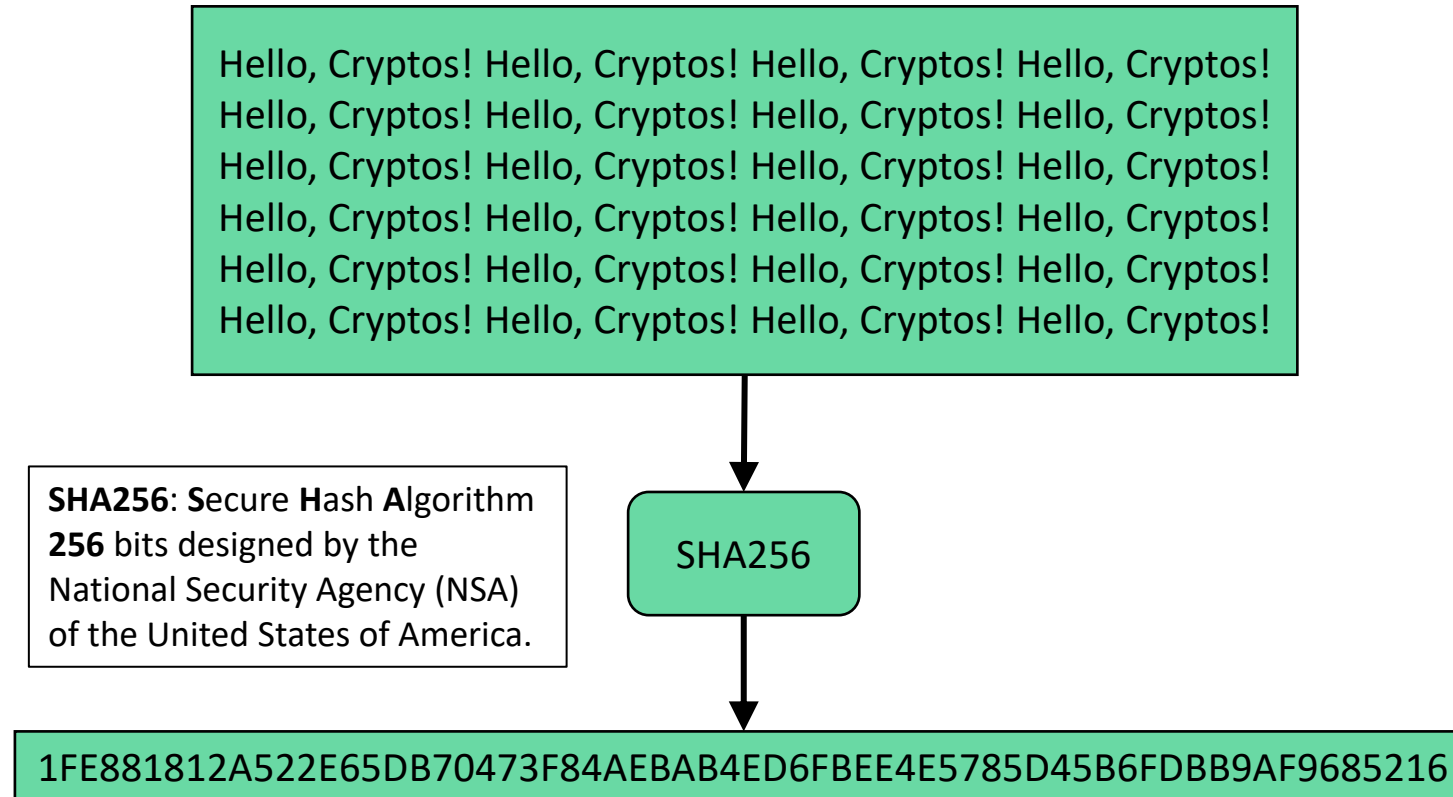 Hello, Cryptos! Hello, Cryptos! Hello, Cryptos! Hello, Cryptos!
Hello, Cryptos! Hello, Cryptos! Hello, Cryptos! Hello, Cryptos!
Hello, Cryptos! Hello, Cryptos! Hello, Cryptos! Hello, Cryptos!
Hello, Cryptos! Hello, Cryptos! Hello, Cryptos! Hello, Cryptos!
Hello, Cryptos! Hello, Cryptos! Hello, Cryptos! Hello, Cryptos!
Hello, Cryptos! Hello, Cryptos! Hello, Cryptos! Hello, Cryptos!
SHA256: Secure Hash Algorithm
256 bits designed by the
National Security Agency (NSA)
of the United States of America.
SHA256
1FE881812A522E65DB70473F84AEBAB4ED6FBEE4E5785D45B6FDBB9AF9685216